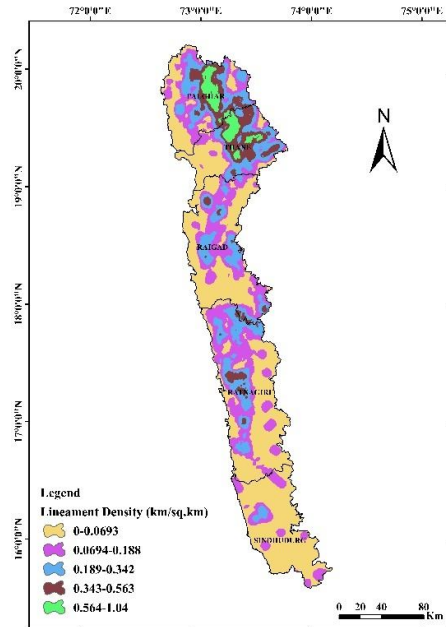 72°0'0"E 73°0'0"E 74°0'0"E 75°0'0"E
20°0'0"N
19°0'0"N
18°0'0"N
17°0'0"N
16°0'0"N
N
PALGHAR
THANE
RAIGAD
RATNAGIRI
SINDHUDURG
Legend
Lineament Density (km/sq.km)
0-0.0693
0.0694-0.188
0.189-0.342
0.343-0.563
0.564-1.04
0 20 40 80
Km